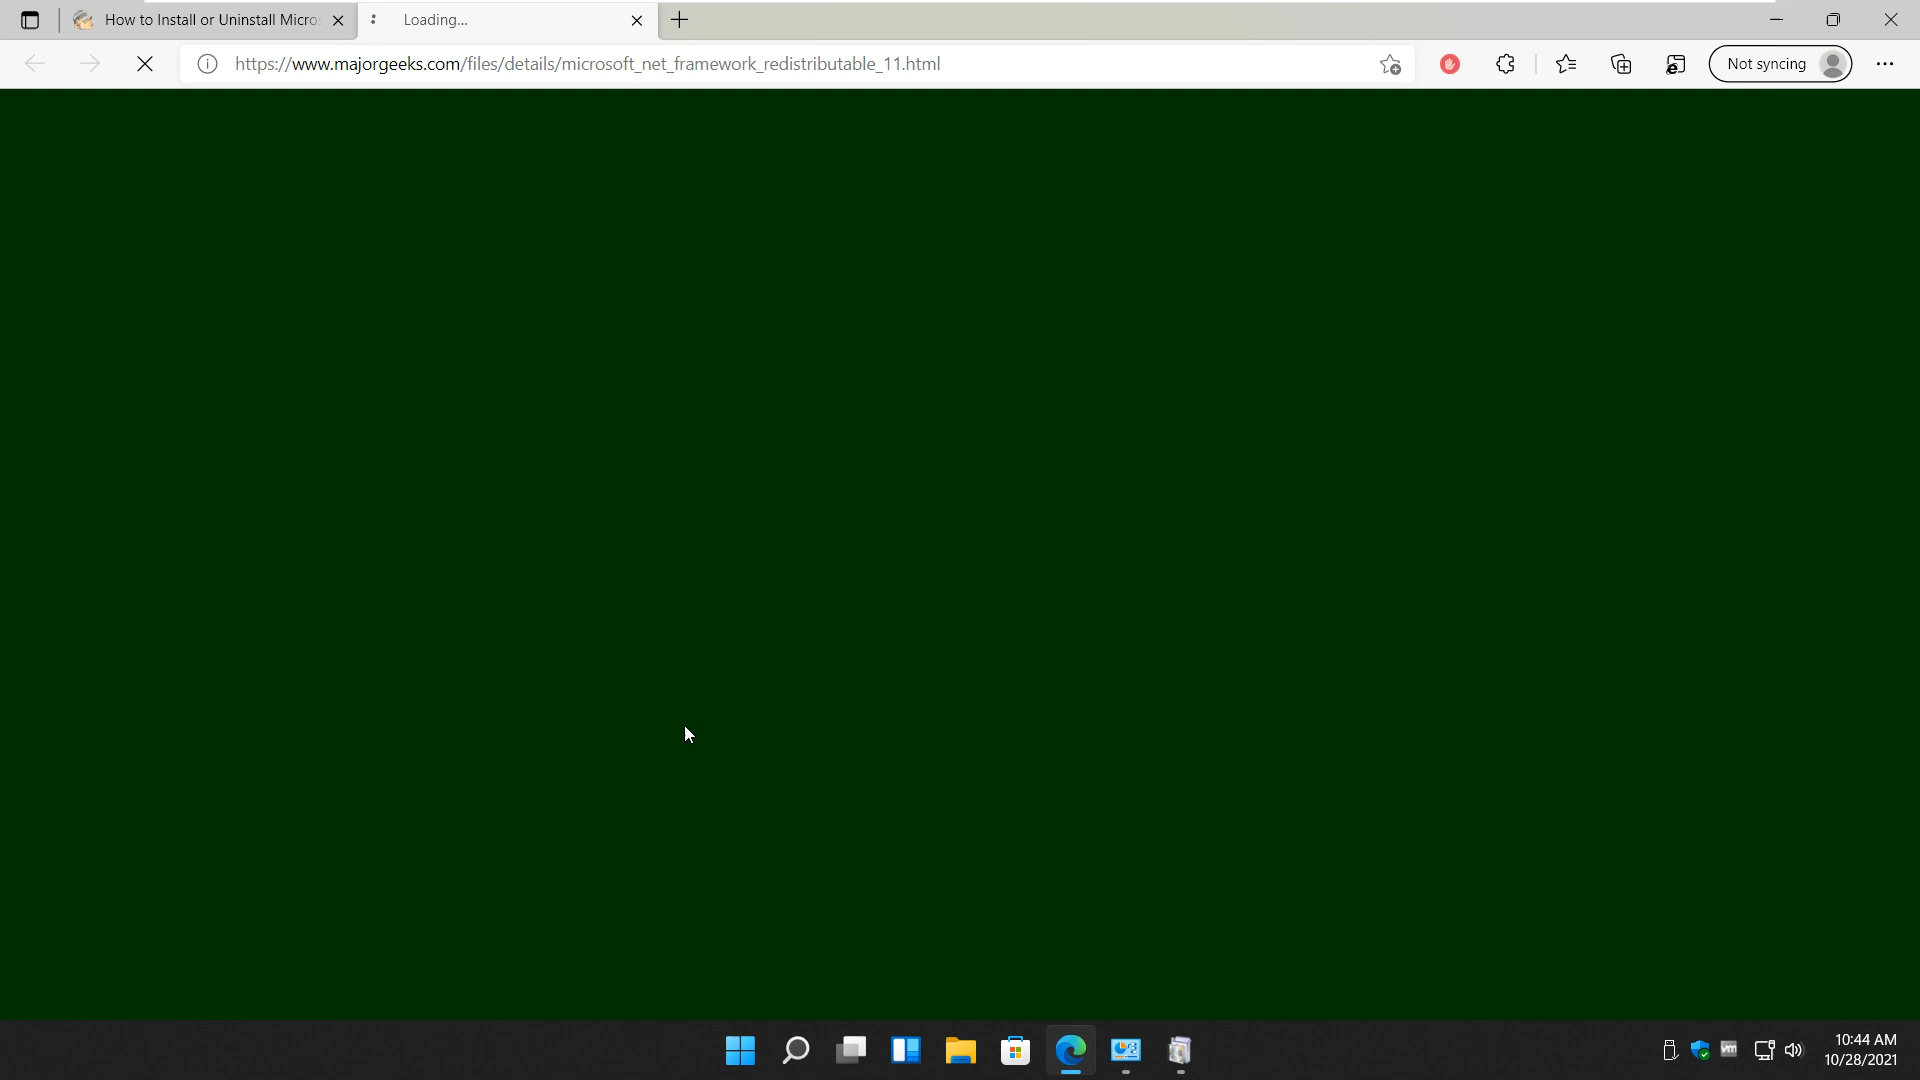 How to Install or Uninstall Micro
Loading...
https://www.majorgeeks.com/files/details/microsoft_net_framework_redistributable_11.html
Not syncing
vm
10:44 AM
10/28/2021